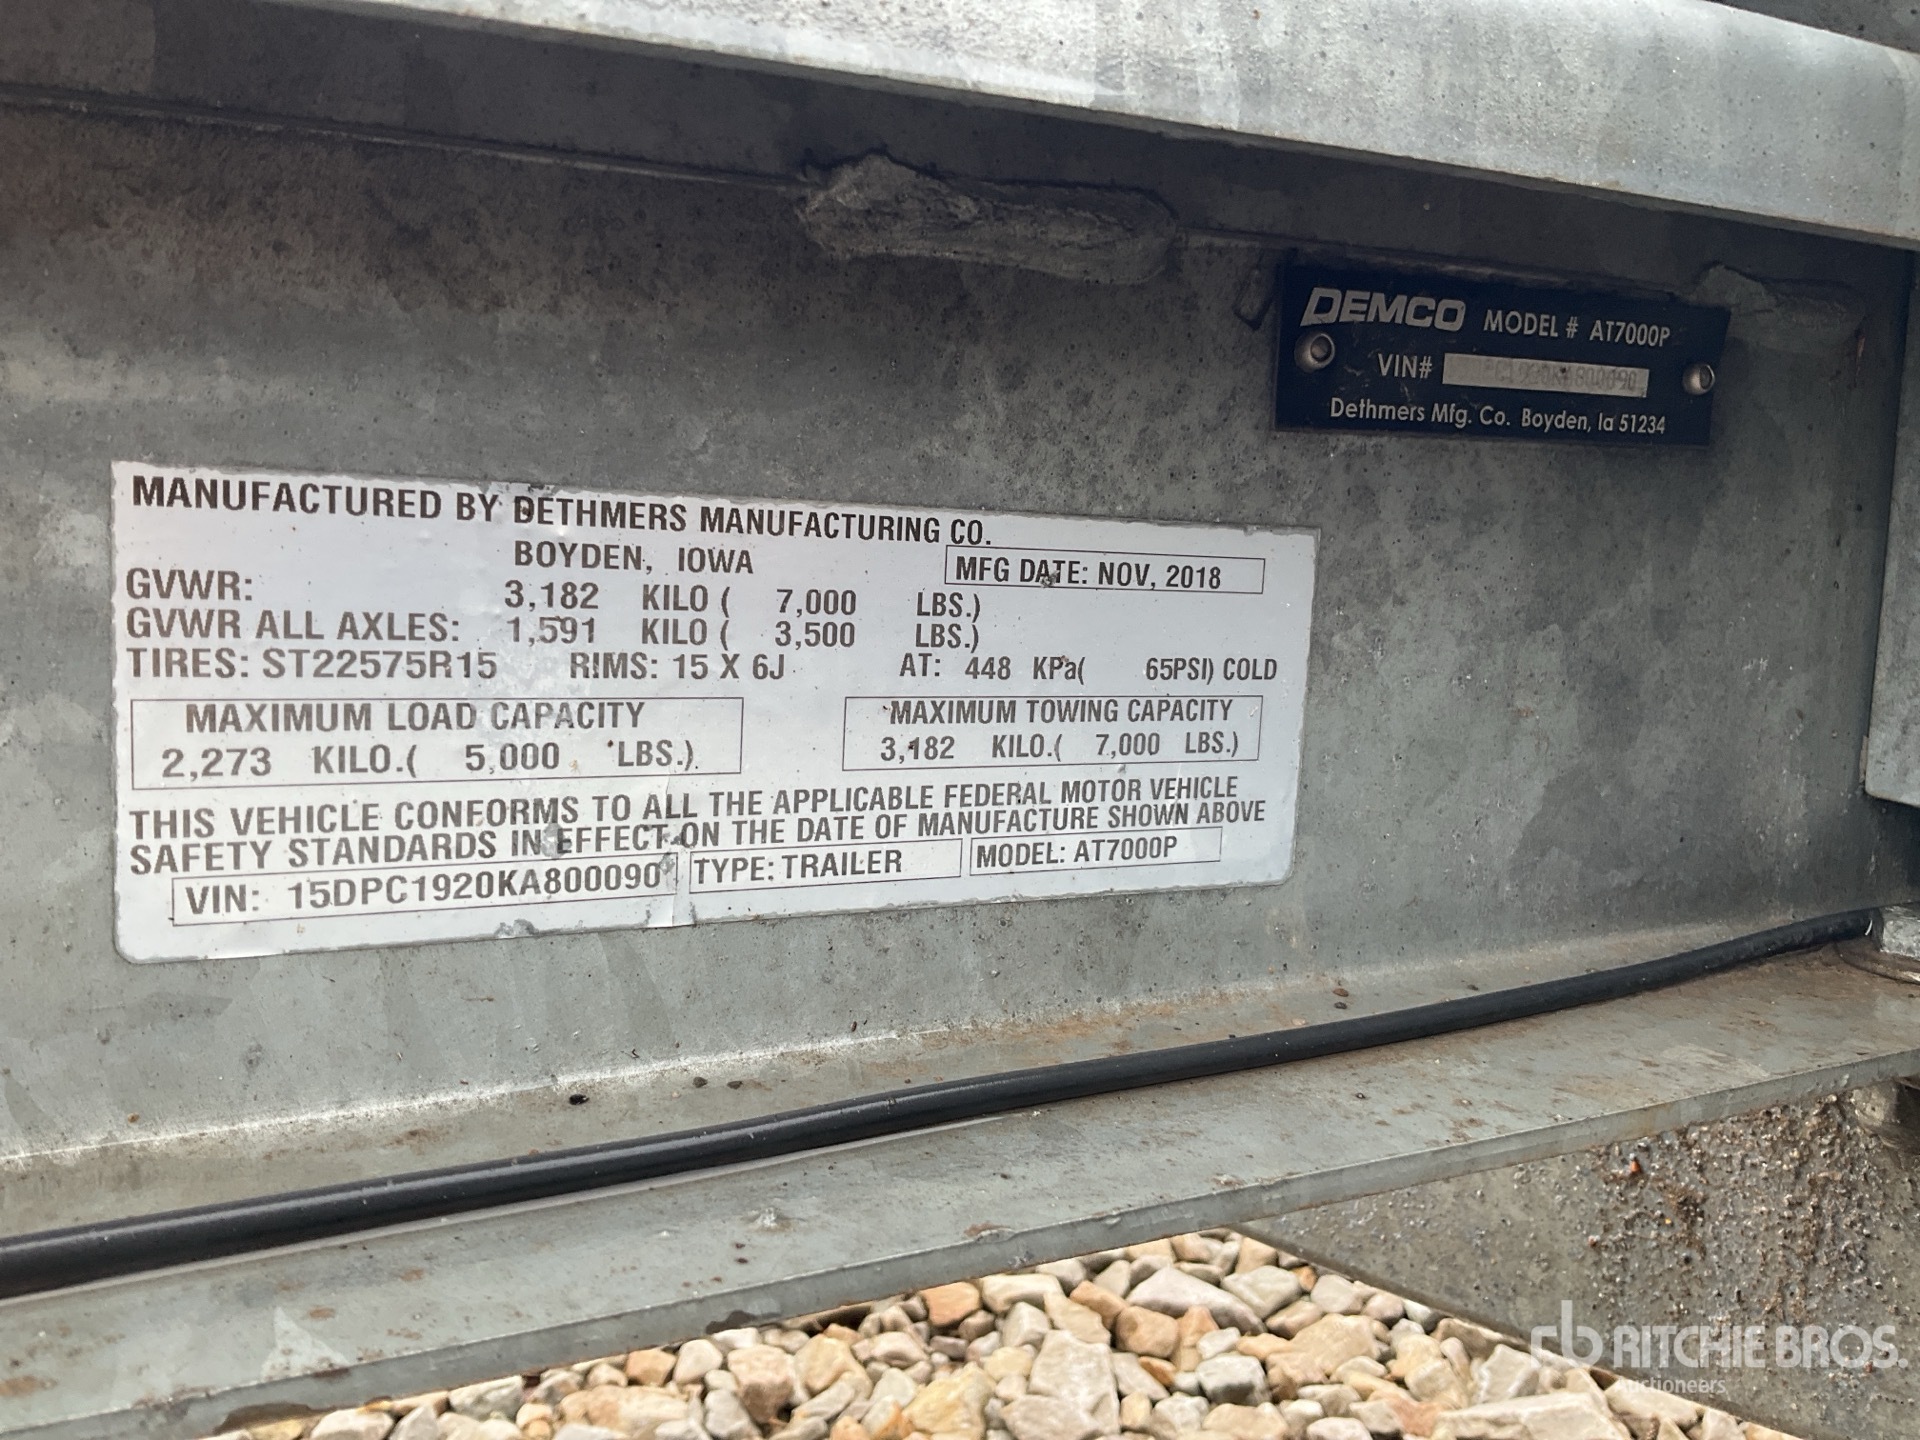 DEMCO MODEL # AT7000P
VIN#
Dethmers Mfg. Co. Boyden, Ia 51234
MANUFACTURED BY DETHMERS MANUFACTURING CO.
BOYDEN, IOWA
MFG DATE: NOV, 2018
GVWR: 3,182 KILO ( 7,000 LBS.)
GVWR ALL AXLES: 1,591 KILO ( 3,500 LBS.)
TIRES: ST22575R15 RIMS: 15 X 6J AT: 448 KPa( 65PSI) COLD
MAXIMUM LOAD CAPACITY
2,273 KILO.( 5,000 LBS.)
MAXIMUM TOWING CAPACITY
3,182 KILO.( 7,000 LBS.)
THIS VEHICLE CONFORMS TO ALL THE APPLICABLE FEDERAL MOTOR VEHICLE
SAFETY STANDARDS IN EFFECT ON THE DATE OF MANUFACTURE SHOWN ABOVE
VIN: 15DPC1920KA800090 TYPE: TRAILER MODEL: AT7000P
rb RITCHIE BROS.
Auctioneers